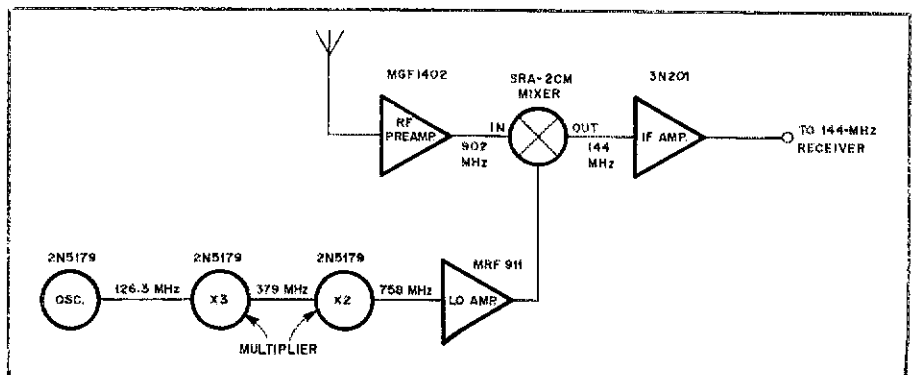 MGF1402
RF
PREAMP.
SRA-2CM
MIXER
3N201
IN
OUT
902
MHz
144
MHz
IF AMP.
TO 144-MHz
RECEIVER
2N5179
2N5179
2N5179
MRF 911
OSC.
126.3 MHz
X3
379 MHz
X2
758 MHz
LO AMP.
MULTIPLIER